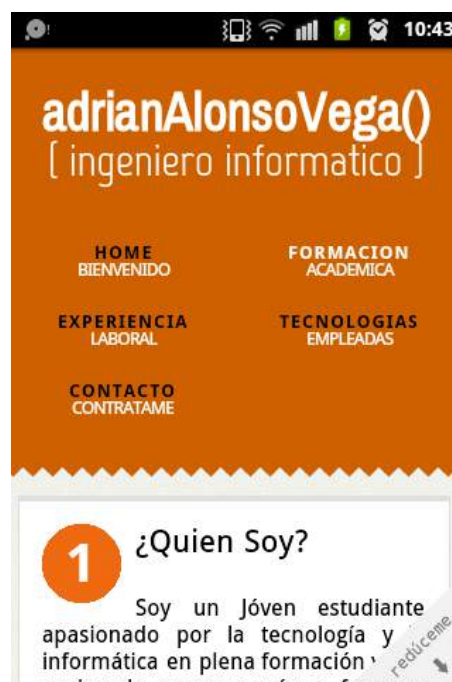 10:43
adrianAlonsoVega()
[ ingeniero informatico ]
HOME
BIENVENIDO
FORMACION
ACADEMICA
EXPERIENCIA
LABORAL
TECNOLOGIAS
EMPLEADAS
CONTACTO
CONTRATAME
1
¿Quien Soy?
Soy un Jóven estudiante
apasionado por la tecnología y
informática en plena formación
redúceme